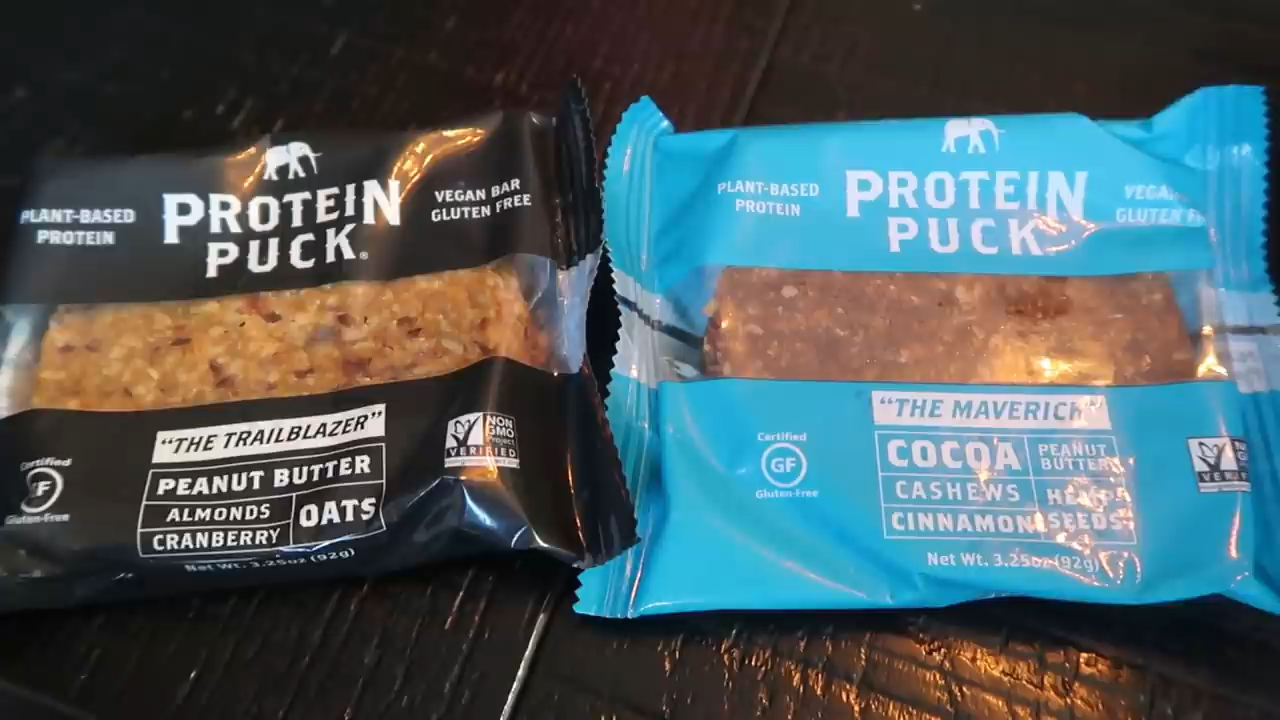 PLANT-BASED
PROTEIN
PROTEIN
PUCK®
VEGAN BAR
GLUTEN FREE
"THE TRAILBLAZER"
PEANUT BUTTER
ALMONDS
CRANBERRY
OATS
Certified
Gluten-Free
NON
GMO
Project
VERIFIED
Net Wt. 3.25oz (92g)
PLANT-BASED
PROTEIN
PROTEIN
PUCK
VEGAN
GLUTEN
"THE MAVERICK"
COCOA
CASHEWS
CINNAMON
PEANUT
BUTTER
HEMP
SEEDS
Certified
GF
Gluten-Free
Net Wt. 3.25oz (92g)